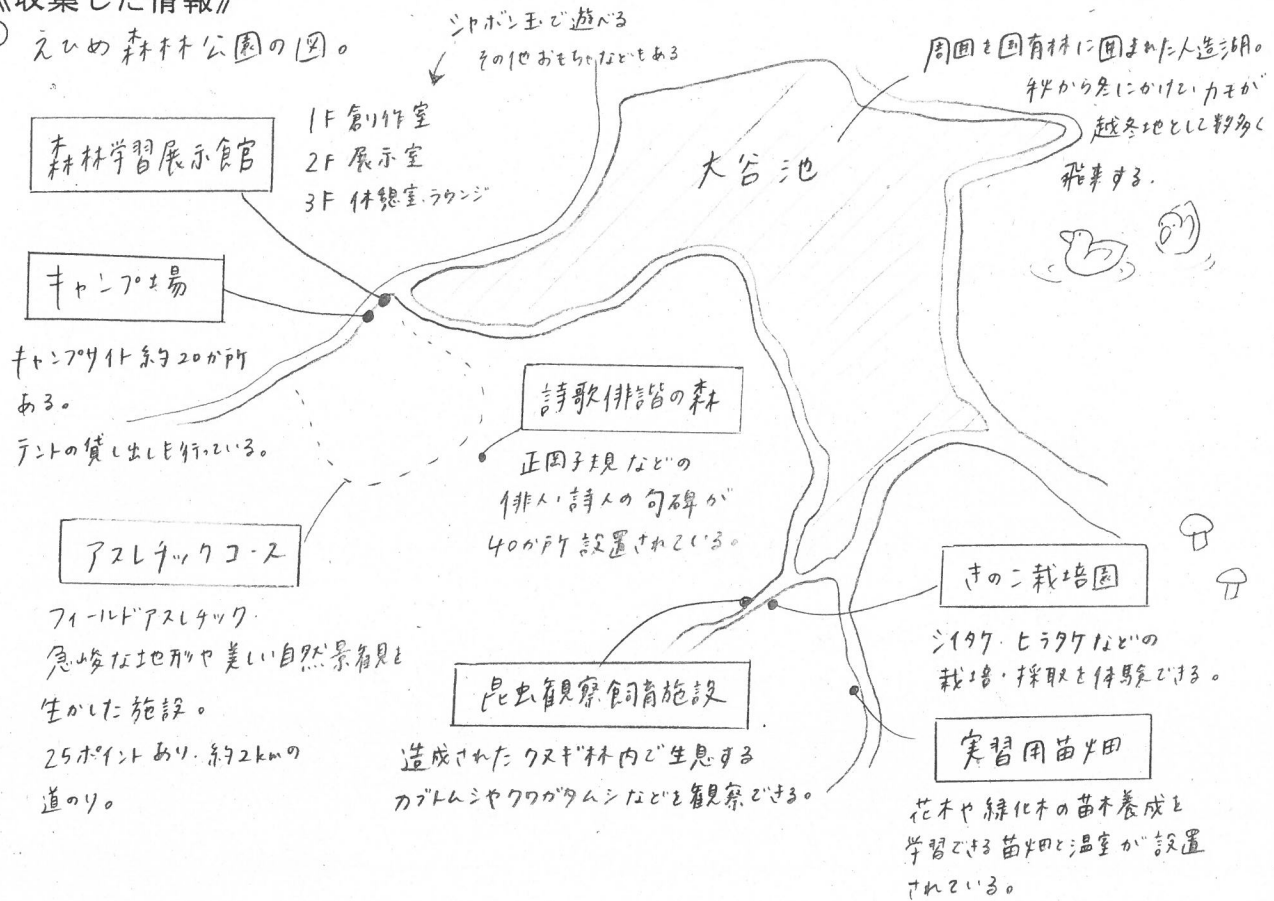 《収集した情報》
えひめ森林公園の図。
シャボン玉で遊べる
その他おもちゃなどもある
森林学習展示館
1F 創作室
2F 展示室
3F 休憩室・ラウンジ
周囲を国有林に囲まれた人造湖。
秋から冬にかけてカモが
越冬地として数多く
飛来する.
大谷池
キャンプ場
キャンプサイト約20か所
ある。
テントの貸し出しも行っている。
詩歌俳諧の森
正岡子規などの
俳人・詩人の句碑が
40か所設置されている。
アスレチックコース
フィールドアスレチック.
急峻な地形や美しい自然景観を
生かした施設。
25ポイントあり.約2kmの
道のり。
きのこ栽培園
シイタケ.ヒラタケなどの
栽培・採取を体験できる。
昆虫観察飼育施設
造成されたクヌギ林内で生息する
カブトムシやクワガタムシなどを観察できる。
実習用苗畑
花木や緑化木の苗木養成を
学習できる苗畑と温室が設置
されている。